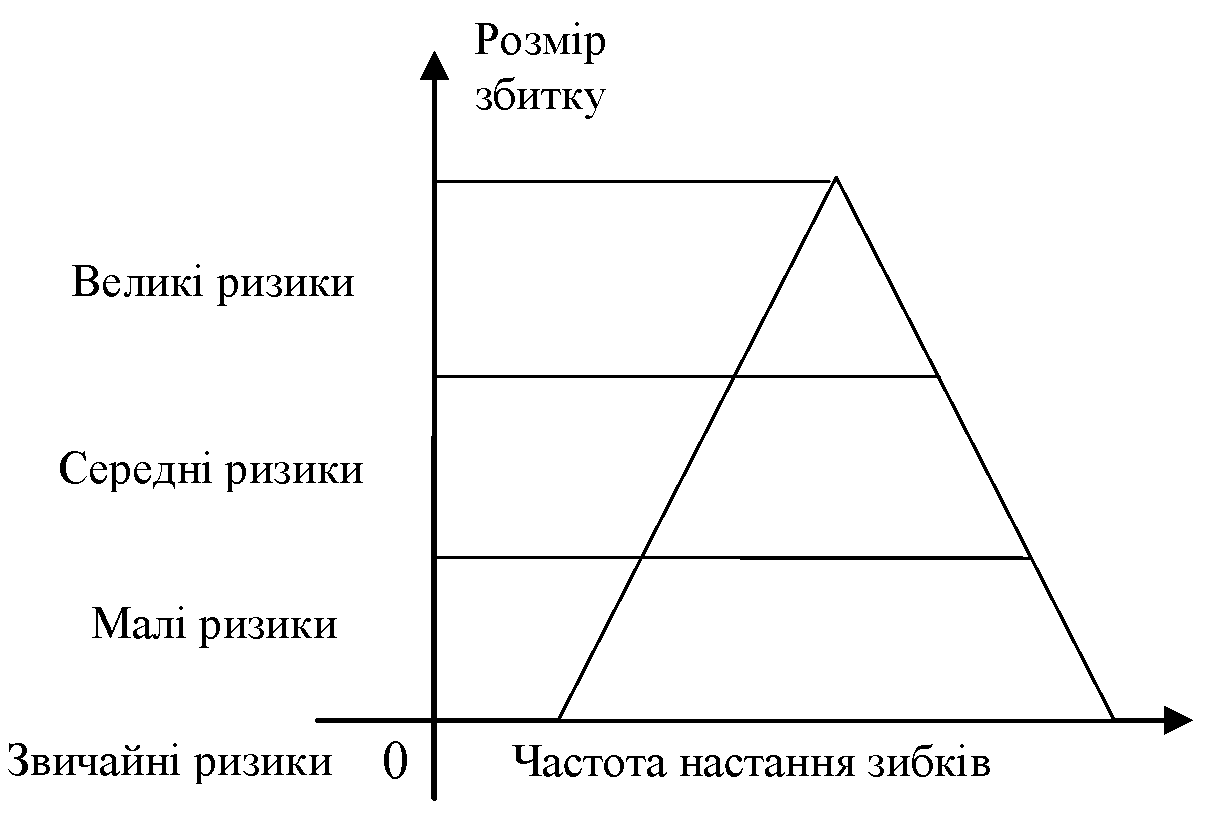 Розмір
збитку
Великі ризики
Середні ризики
Малі ризики
Звичайні ризики
0
Частота настання зибків